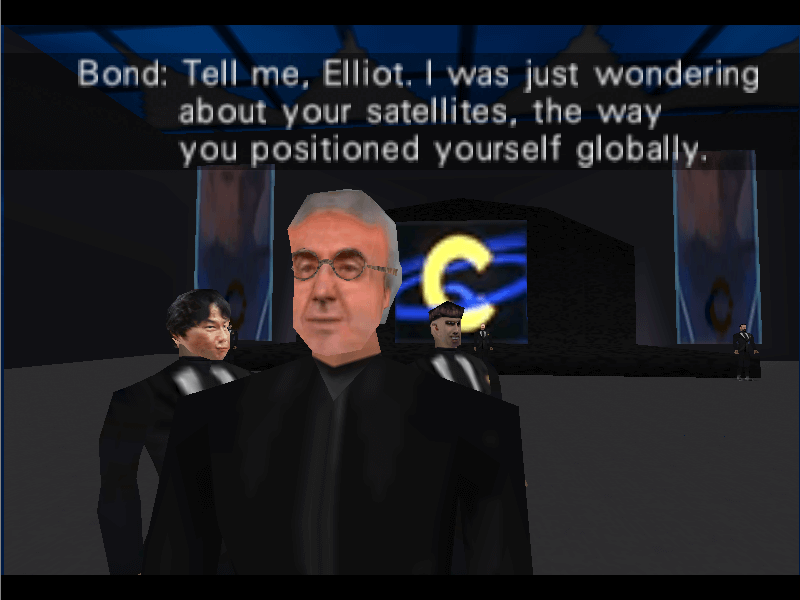 Bond: Tell me, Elliot. I was just wondering
about your satellites, the way
you positioned yourself globally.
C